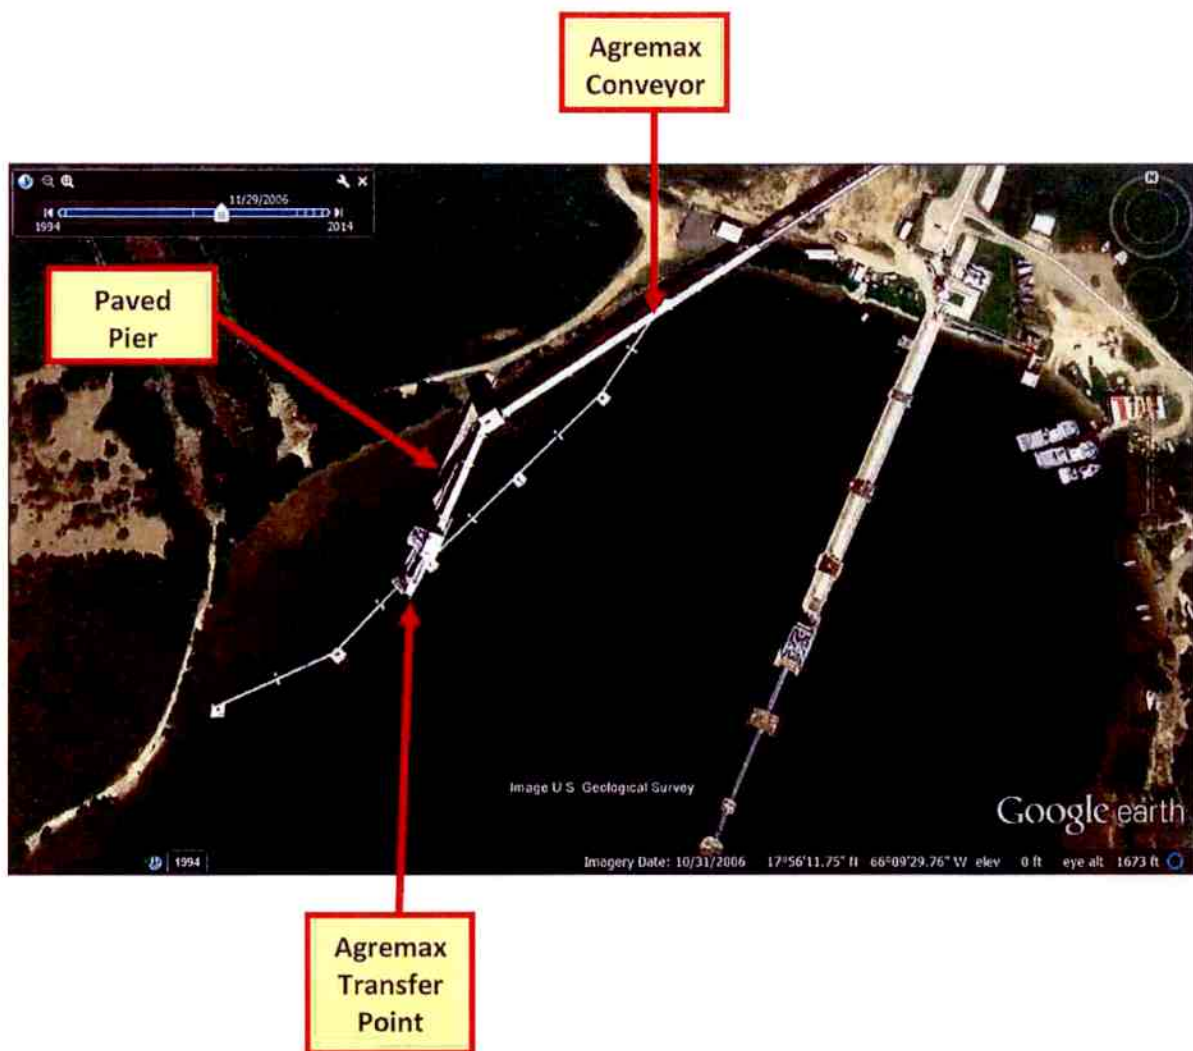 Agremax
Conveyor
11/29/2006
1994
2014
N
Paved
Pier
Image U.S. Geological Survey
Google earth
1994
Imagery Date: 10/31/2006 17°56'11.75" N 66°09'29.76" W elev 0 ft eye alt 1673 ft
Agremax
Transfer
Point